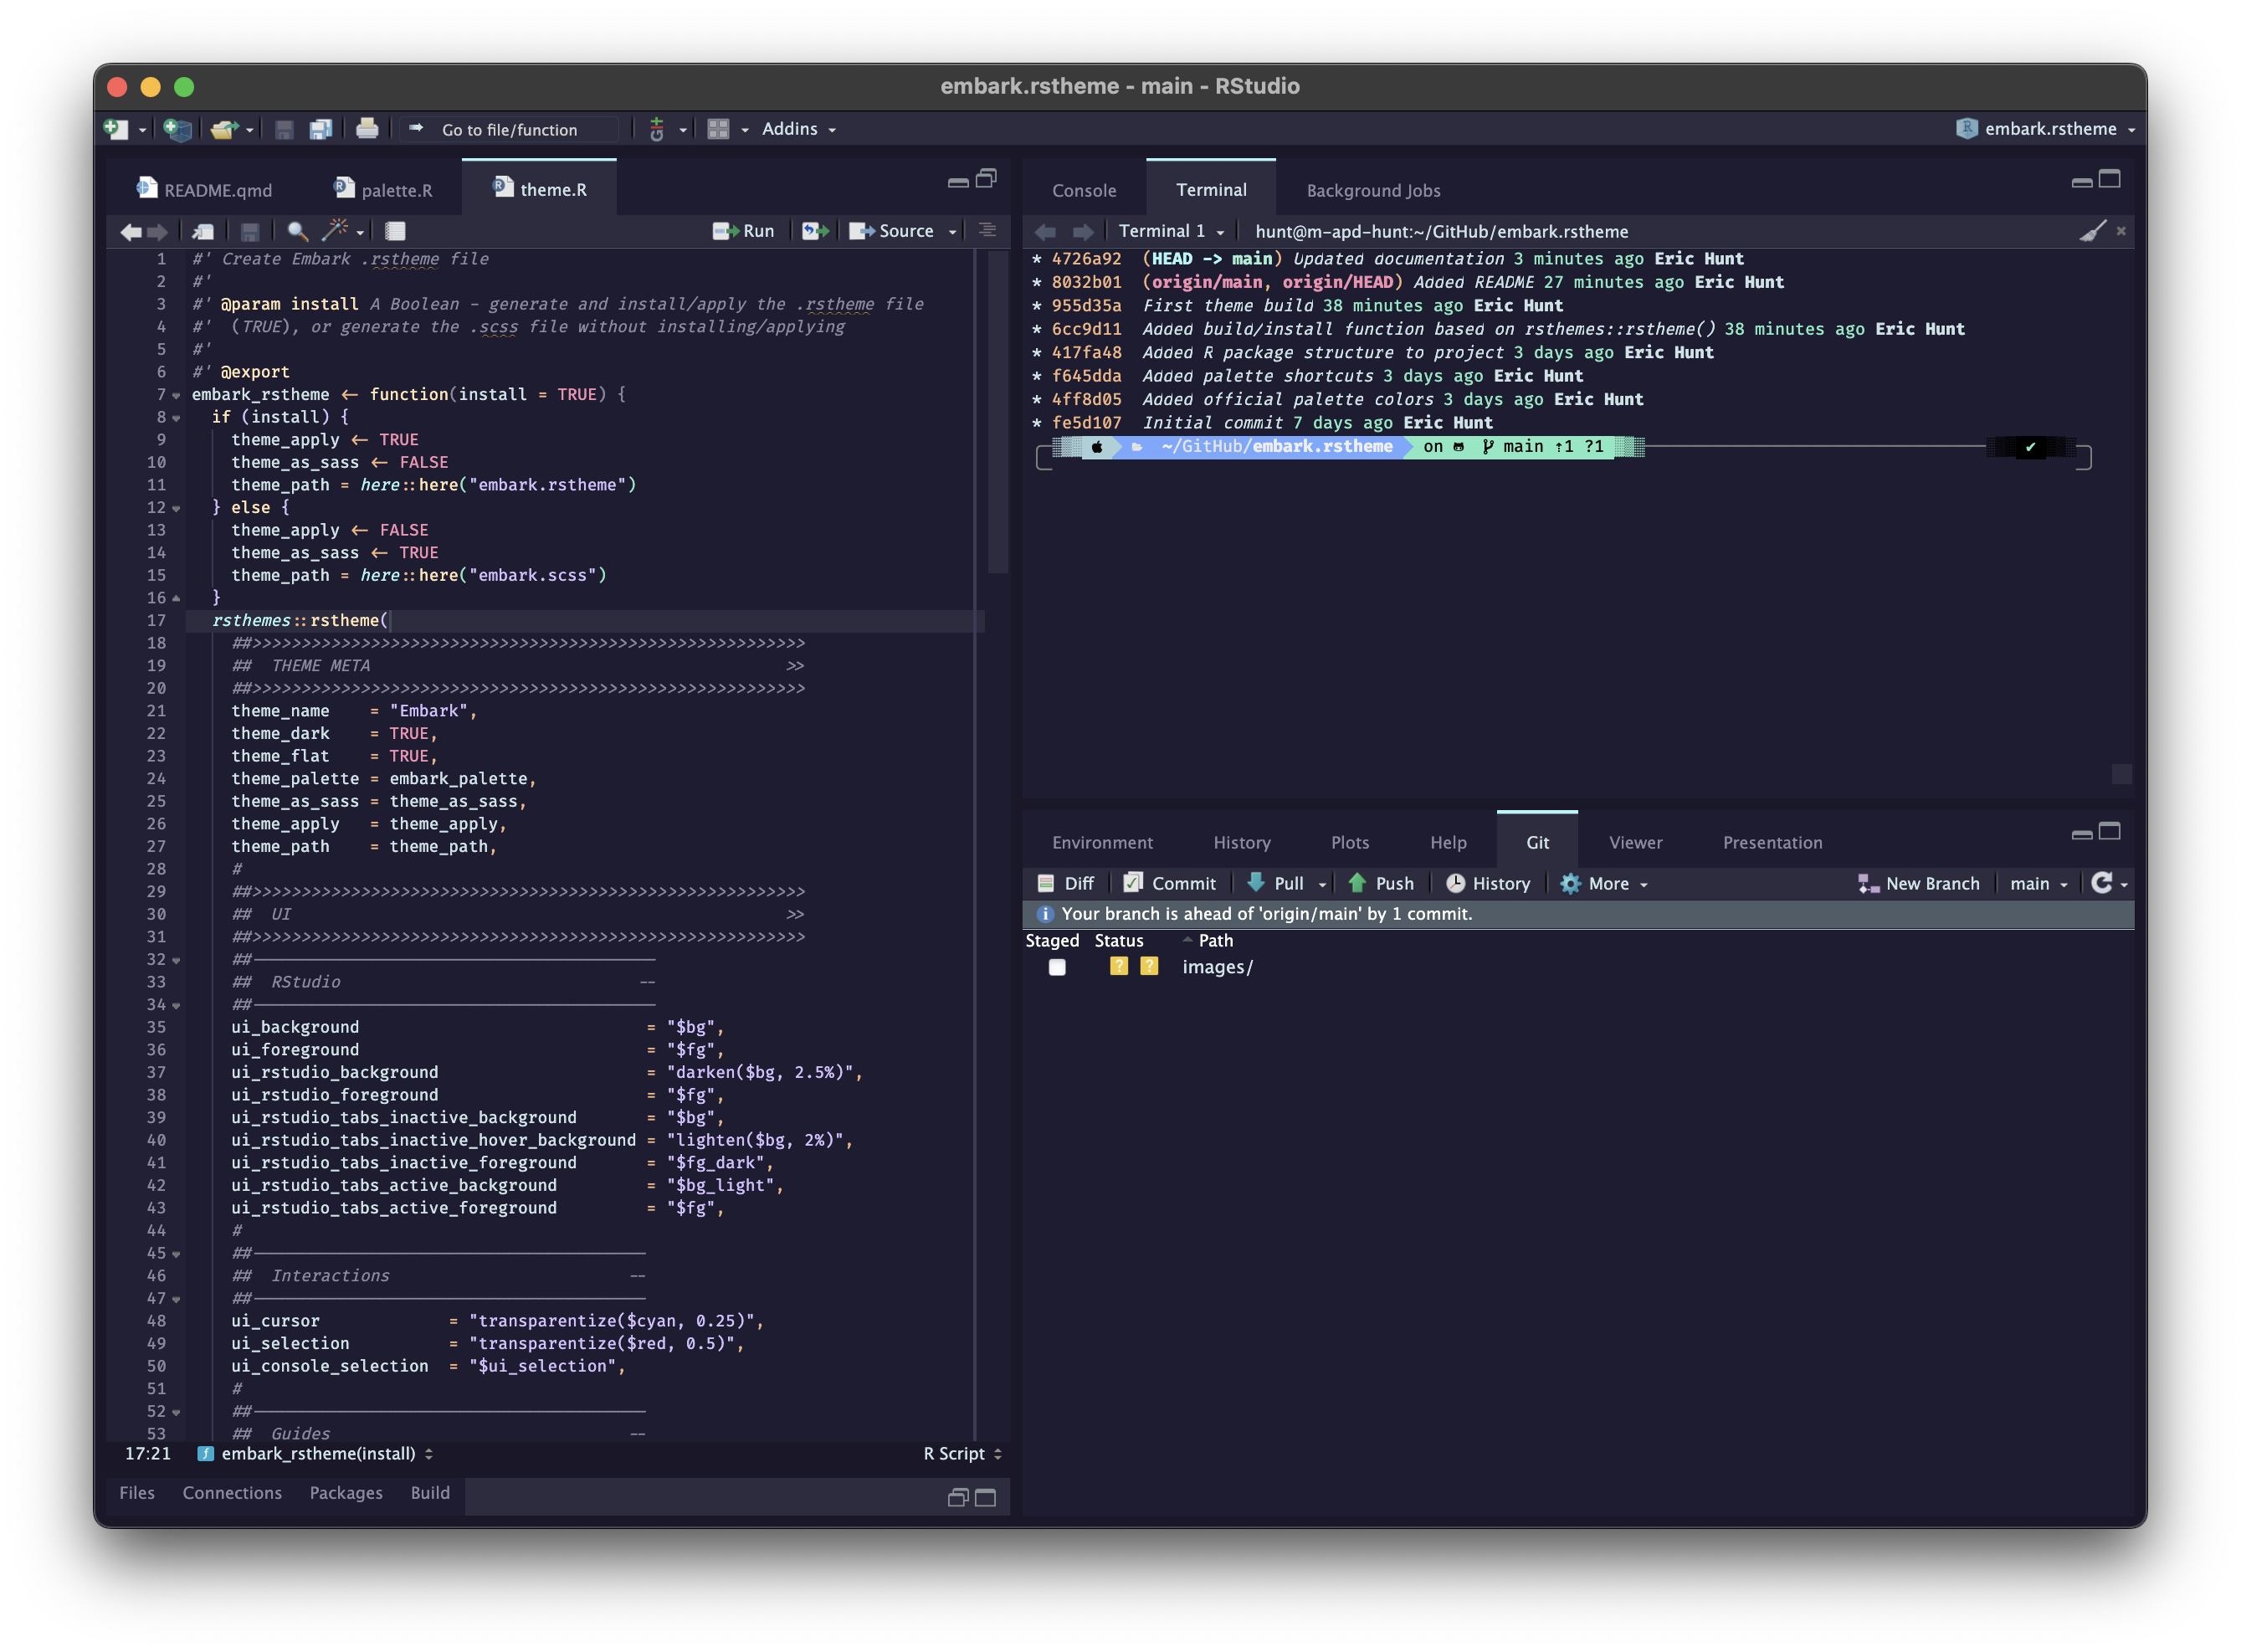 embark.rstheme - main - RStudio
Go to file/function
Addins
embark.rstheme
README.qmd palette.R theme.R
Run Source
1 #' Create Embark .rstheme file
2 #'
3 #' @param install A Boolean - generate and install/apply the .rstheme file
4 #'  (TRUE), or generate the .scss file without installing/applying
5 #'
6 #' @export
7 embark_rstheme <- function(install = TRUE) {
8   if (install) {
9     theme_apply <- TRUE
10     theme_as_sass <- FALSE
11     theme_path = here::here("embark.rstheme")
12   } else {
13     theme_apply <- FALSE
14     theme_as_sass <- TRUE
15     theme_path = here::here("embark.scss")
16   }
17   rsthemes::rstheme(
18     ##>>>>>>>>>>>>>>>>>>>>>>>>>>>>>>>>>>>>>>>>>>>>>>>>>>>>>>>>
19     ##  THEME META                                          >>
20     ##>>>>>>>>>>>>>>>>>>>>>>>>>>>>>>>>>>>>>>>>>>>>>>>>>>>>>>>>
21     theme_name    = "Embark",
22     theme_dark    = TRUE,
23     theme_flat    = TRUE,
24     theme_palette = embark_palette,
25     theme_as_sass = theme_as_sass,
26     theme_apply   = theme_apply,
27     theme_path    = theme_path,
28     #
29     ##>>>>>>>>>>>>>>>>>>>>>>>>>>>>>>>>>>>>>>>>>>>>>>>>>>>>>>>>
30     ##  UI                                                  >>
31     ##>>>>>>>>>>>>>>>>>>>>>>>>>>>>>>>>>>>>>>>>>>>>>>>>>>>>>>>>
32     ##-----------------------------------------
33     ##  RStudio                              --
34     ##-----------------------------------------
35     ui_background                             = "$bg",
36     ui_foreground                             = "$fg",
37     ui_rstudio_background                     = "darken($bg, 2.5%)",
38     ui_rstudio_foreground                     = "$fg",
39     ui_rstudio_tabs_inactive_background       = "$bg",
40     ui_rstudio_tabs_inactive_hover_background = "lighten($bg, 2%)",
41     ui_rstudio_tabs_inactive_foreground       = "$fg_dark",
42     ui_rstudio_tabs_active_background         = "$bg_light",
43     ui_rstudio_tabs_active_foreground         = "$fg",
44     #
45     ##----------------------------------------
46     ##  Interactions                        --
47     ##----------------------------------------
48     ui_cursor             = "transparentize($cyan, 0.25)",
49     ui_selection          = "transparentize($red, 0.5)",
50     ui_console_selection  = "$ui_selection",
51     #
52     ##----------------------------------------
53     ##  Guides                              --
17:21 embark_rstheme(install) R Script
Files Connections Packages Build
Console Terminal Background Jobs
Terminal 1 hunt@m-apd-hunt:~/GitHub/embark.rstheme
* 4726a92  (HEAD -> main) Updated documentation 3 minutes ago Eric Hunt
* 8032b01  (origin/main, origin/HEAD) Added README 27 minutes ago Eric Hunt
* 955d35a  First theme build 38 minutes ago Eric Hunt
* 6cc9d11  Added build/install function based on rsthemes::rstheme() 38 minutes ago Eric Hunt
* 417fa48  Added R package structure to project 3 days ago Eric Hunt
* f645dda  Added palette shortcuts 3 days ago Eric Hunt
* 4ff8d05  Added official palette colors 3 days ago Eric Hunt
* fe5d107  Initial commit 7 days ago Eric Hunt
~/GitHub/embark.rstheme on main ⇡1 ?1 ✔
Environment History Plots Help Git Viewer Presentation
Diff Commit Pull Push History More New Branch main
Your branch is ahead of 'origin/main' by 1 commit.
Staged Status Path
? ? images/